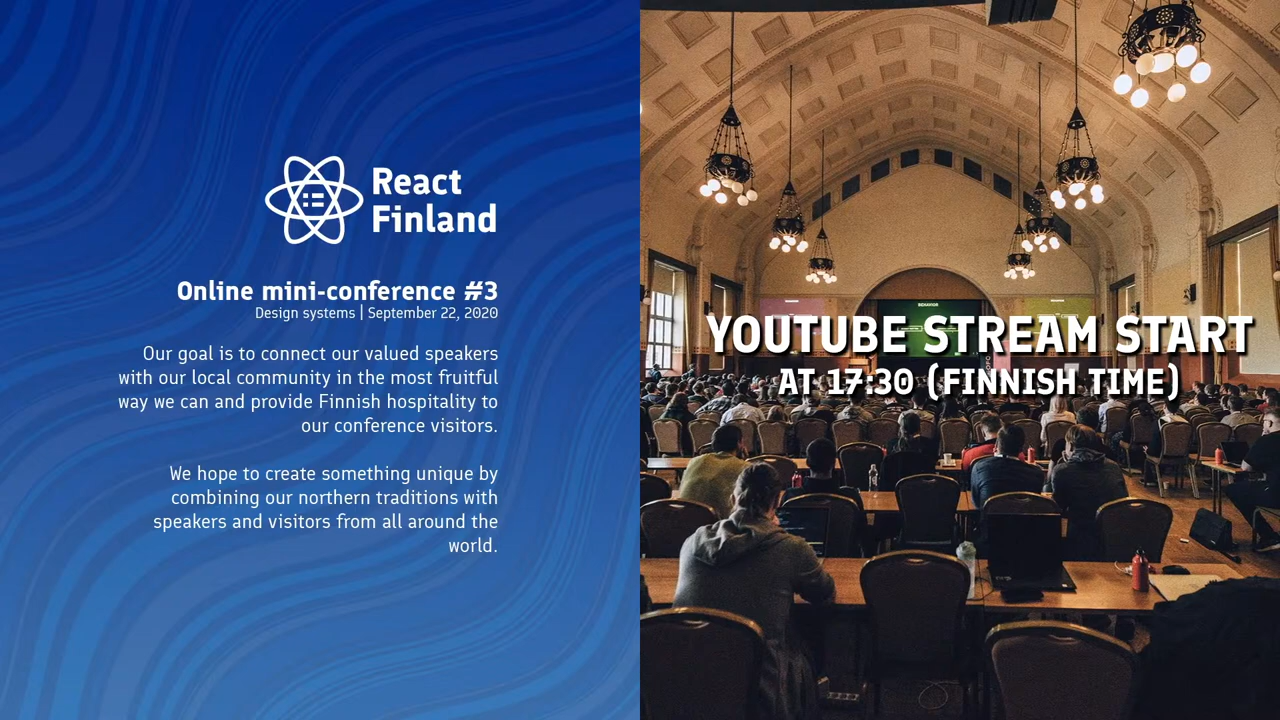 React
Finland
Online mini-conference #3
Design systems | September 22, 2020
Our goal is to connect our valued speakers
with our local community in the most fruitful
way we can and provide Finnish hospitality to
our conference visitors.
We hope to create something unique by
combining our northern traditions with
speakers and visitors from all around the
world.
BEHAVIOR
YOUTUBE STREAM START
AT 17:30 (FINNISH TIME)